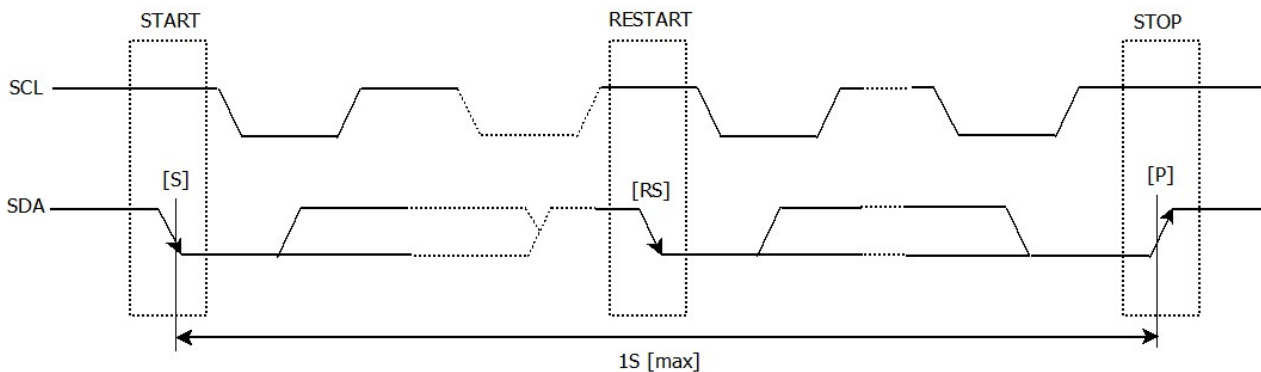 START
RESTART
STOP
SCL
[S]
[RS]
[P]
SDA
1S [max]